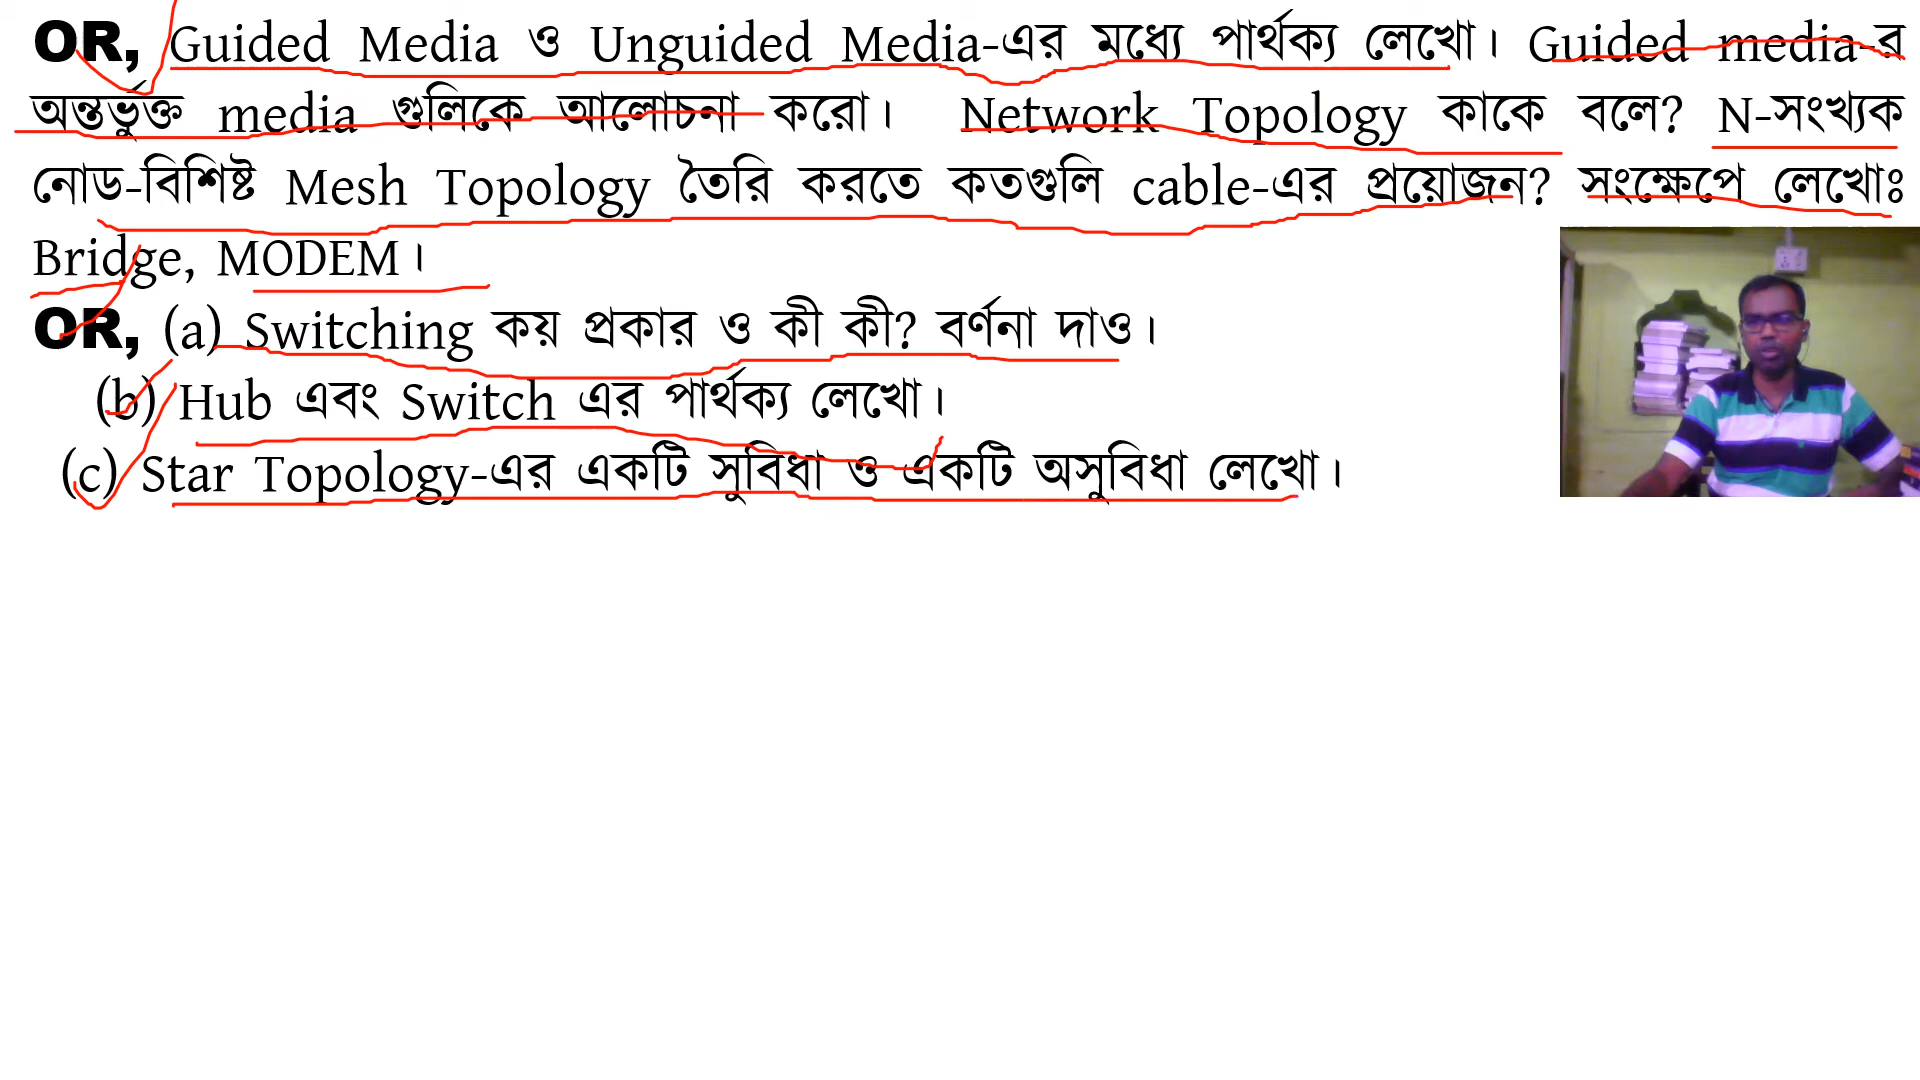 OR, Guided Media ও Unguided Media-এর মধ্যে পার্থক্য লেখো। Guided media-র
অন্তর্ভুক্ত media গুলিকে আলোচনা করো। Network Topology কাকে বলে? N-সংখ্যক
নোড-বিশিষ্ট Mesh Topology তৈরি করতে কতগুলি cable-এর প্রয়োজন? সংক্ষেপে লেখোঃ
Bridge, MODEM।
OR, (a) Switching কয় প্রকার ও কী কী? বর্ণনা দাও।
(b) Hub এবং Switch এর পার্থক্য লেখো।
(c) Star Topology-এর একটি সুবিধা ও একটি অসুবিধা লেখো।